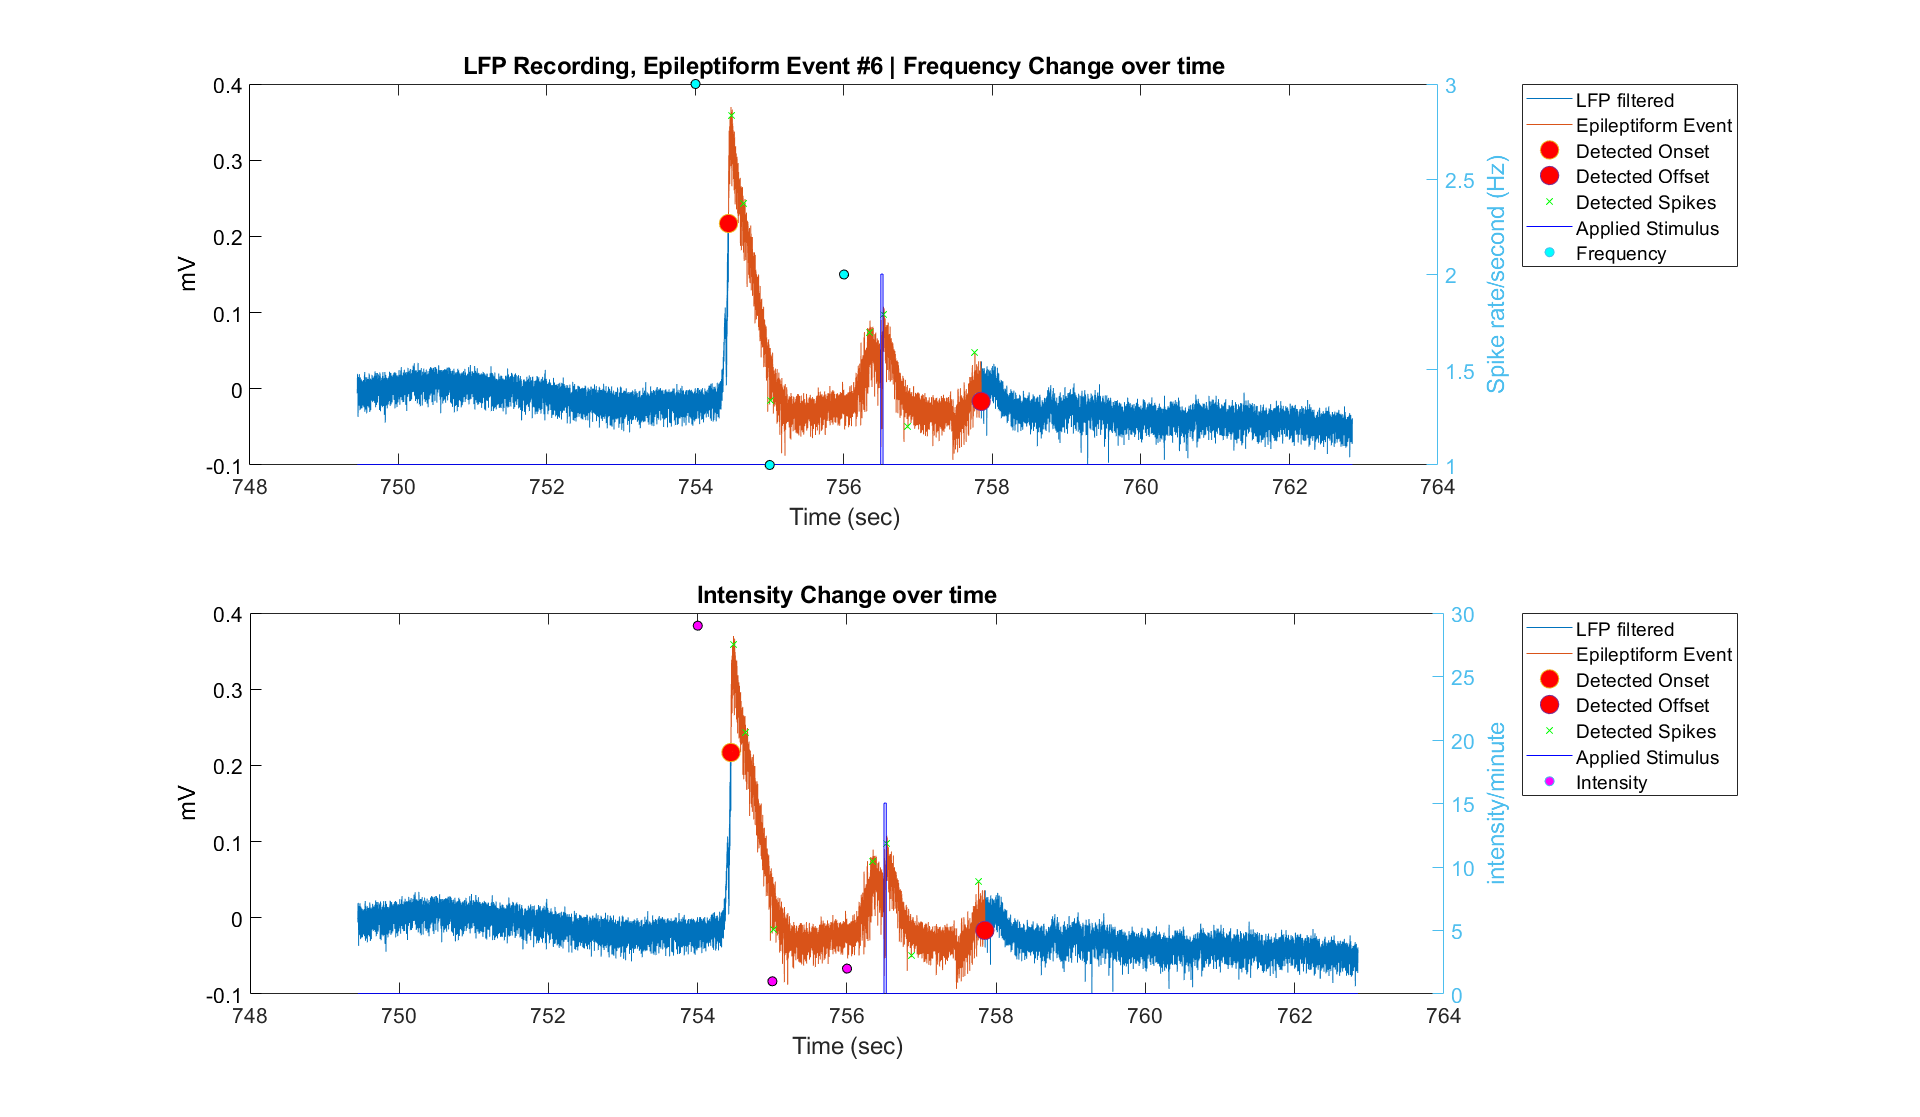 LFP Recording, Epileptiform Event #6 | Frequency Change over time
0.4
0.3
0.2
0.1
0
-0.1
mV
748 750 752 754 756 758 760 762 764
Time (sec)
3
2.5
2
1.5
1
Spike rate/second (Hz)
LFP filtered
Epileptiform Event
Detected Onset
Detected Offset
Detected Spikes
Applied Stimulus
Frequency
Intensity Change over time
0.4
0.3
0.2
0.1
0
-0.1
mV
748 750 752 754 756 758 760 762 764
Time (sec)
30
25
20
15
10
5
0
intensity/minute
LFP filtered
Epileptiform Event
Detected Onset
Detected Offset
Detected Spikes
Applied Stimulus
Intensity